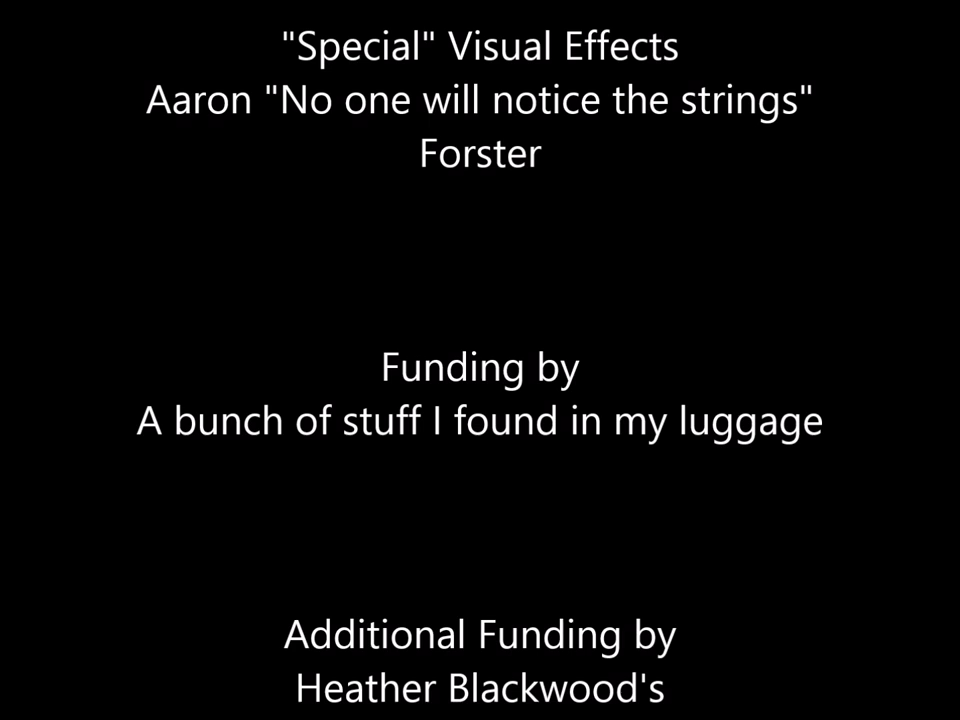 "Special" Visual Effects
Aaron "No one will notice the strings"
Forster
Funding by
A bunch of stuff I found in my luggage
Additional Funding by
Heather Blackwood's